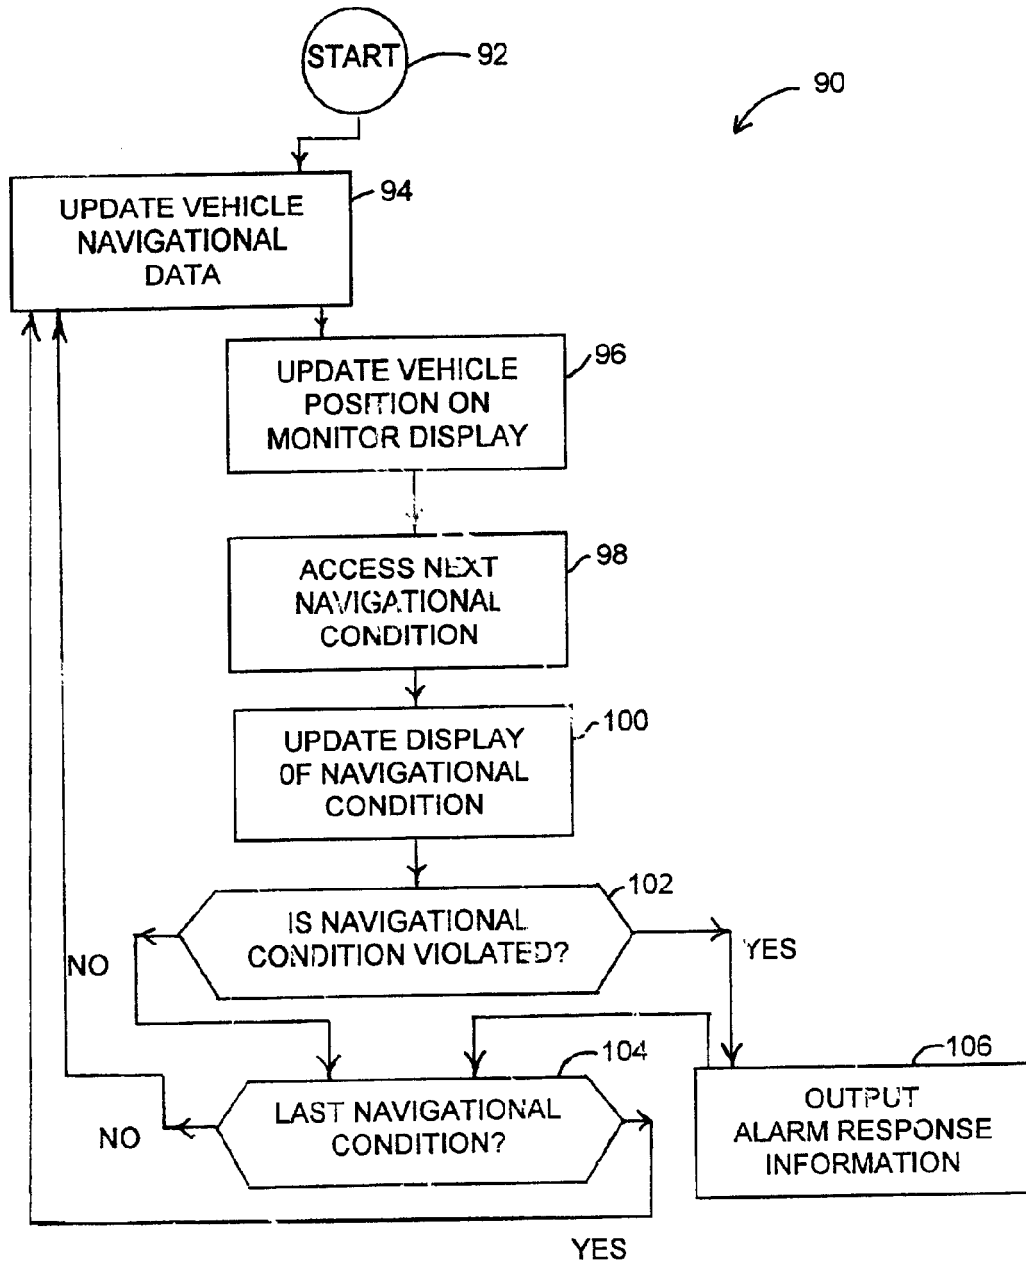 START
92
90
94
UPDATE VEHICLE
NAVIGATIONAL
DATA
96
UPDATE VEHICLE
POSITION ON
MONITOR DISPLAY
98
ACCESS NEXT
NAVIGATIONAL
CONDITION
100
UPDATE DISPLAY
OF NAVIGATIONAL
CONDITION
102
IS NAVIGATIONAL
CONDITION VIOLATED?
NO
YES
104
LAST NAVIGATIONAL
CONDITION?
NO
YES
106
OUTPUT
ALARM RESPONSE
INFORMATION